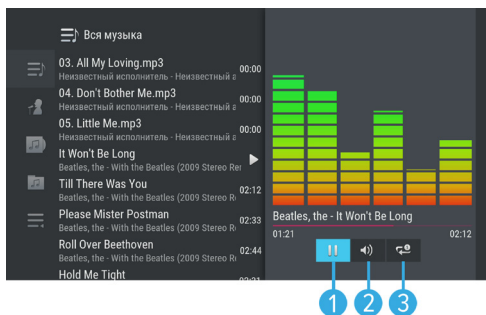 Вся музыка
03. All My Loving.mp3
Неизвестный исполнитель - Неизвестный а
00:00
04. Don't Bother Me.mp3
Неизвестный исполнитель - Неизвестный а
00:00
05. Little Me.mp3
Неизвестный исполнитель - Неизвестный а
00:00
It Won't Be Long
Beatles, the - With the Beatles (2009 Stereo Rem
Till There Was You
Beatles, the - With the Beatles (2009 Stereo Re
02:12
Please Mister Postman
Beatles, the - With the Beatles (2009 Stereo Re
02:33
Roll Over Beethoven
Beatles, the - With the Beatles (2009 Stereo Re
02:44
Hold Me Tight
02:31
Beatles, the - It Won't Be Long
01:21
02:12
1
2
3